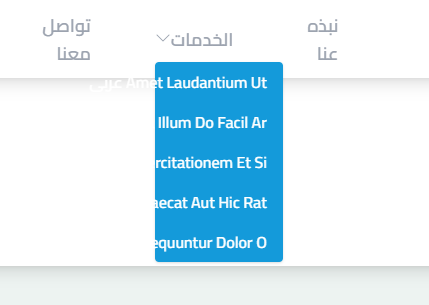 نبذه
عنا
الخدمات
تواصل
معنا
Amet Laudantium Ut عربي
Illum Do Facil Ar
rcitationem Et Si
aecat Aut Hic Rat
equuntur Dolor O